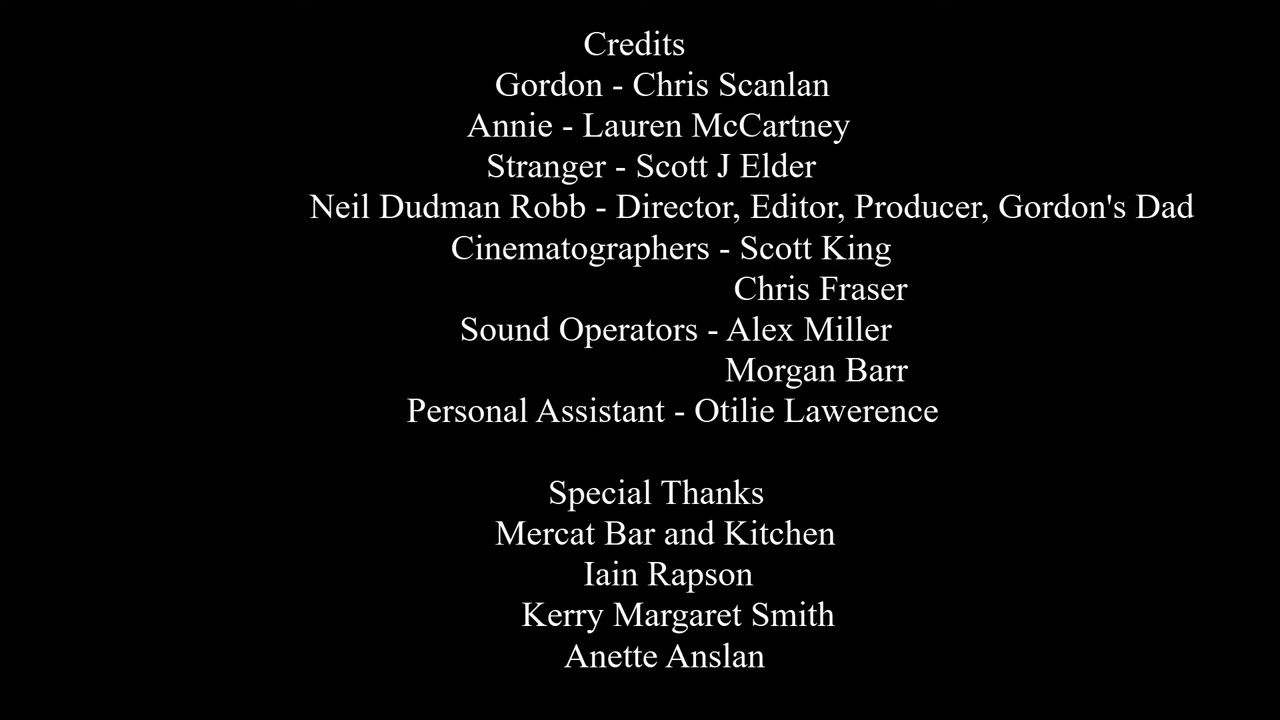 Credits
Gordon - Chris Scanlan
Annie - Lauren McCartney
Stranger - Scott J Elder
Neil Dudman Robb - Director, Editor, Producer, Gordon's Dad
Cinematographers - Scott King
Chris Fraser
Sound Operators - Alex Miller
Morgan Barr
Personal Assistant - Otilie Lawerence
Special Thanks
Mercat Bar and Kitchen
Iain Rapson
Kerry Margaret Smith
Anette Anslan